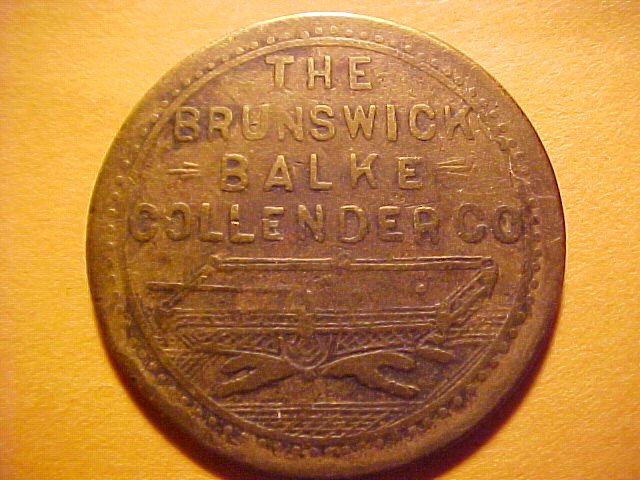 THE
BRUNSWICK
= BALKE =
COLLENDER CO